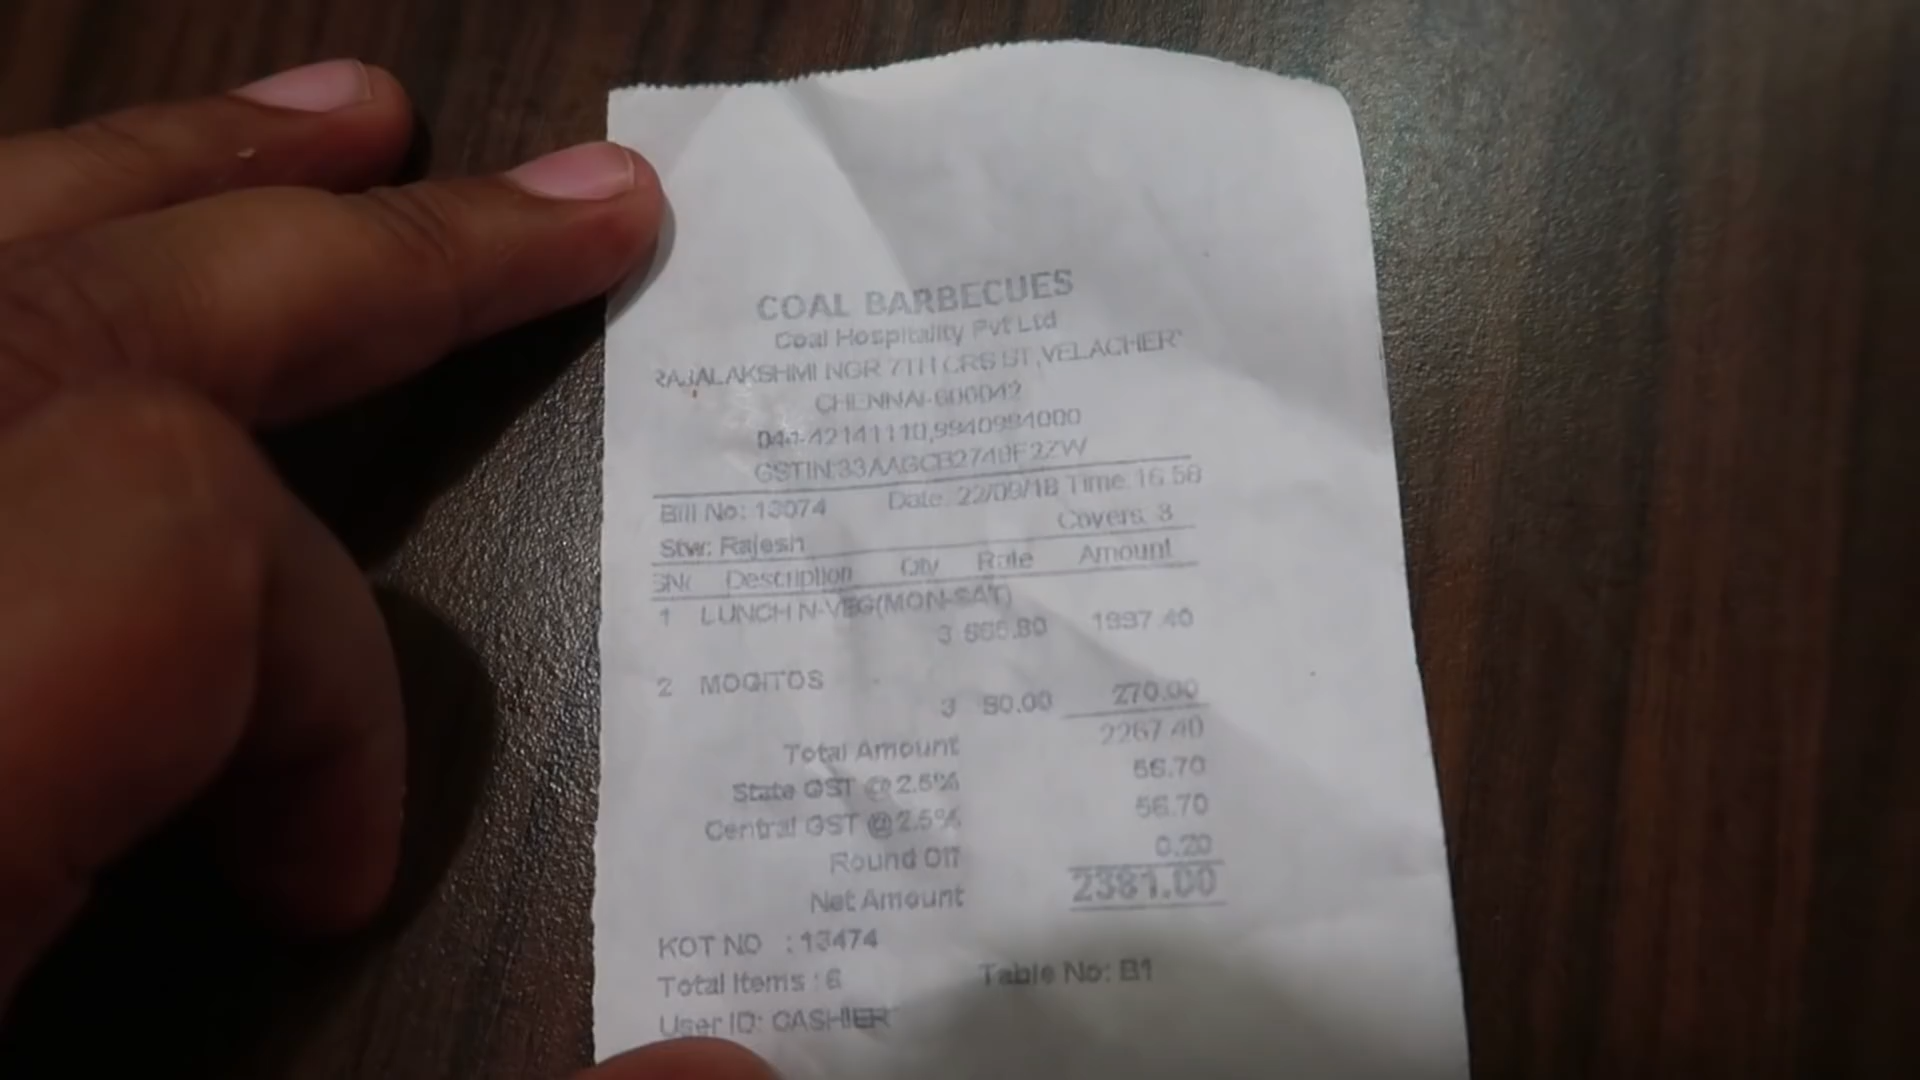 COAL BARBECUES
Coal Hospitality Pvt Ltd
RAJALAKSHMI NGR 7TH CRS ST,VELACHERY
CHENNAI-600042
044-42141110,9940994000
Bill No: 13074 Date: 22/09/18 Time: 16:58
Stw: Rajesh Covers: 3
SNo Description Qty Rate Amount
1 LUNCH N-VEG(MON-SAT)
3 665.80 1997.40
2 MOGITOS
3 90.00 270.00
Total Amount 2267.40
State GST @ 2.5% 56.70
Central GST @ 2.5% 56.70
Round Off 0.20
Net Amount 2381.00
KOT NO : 13474
Total Items : 6 Table No: B1
User ID: CASHIER